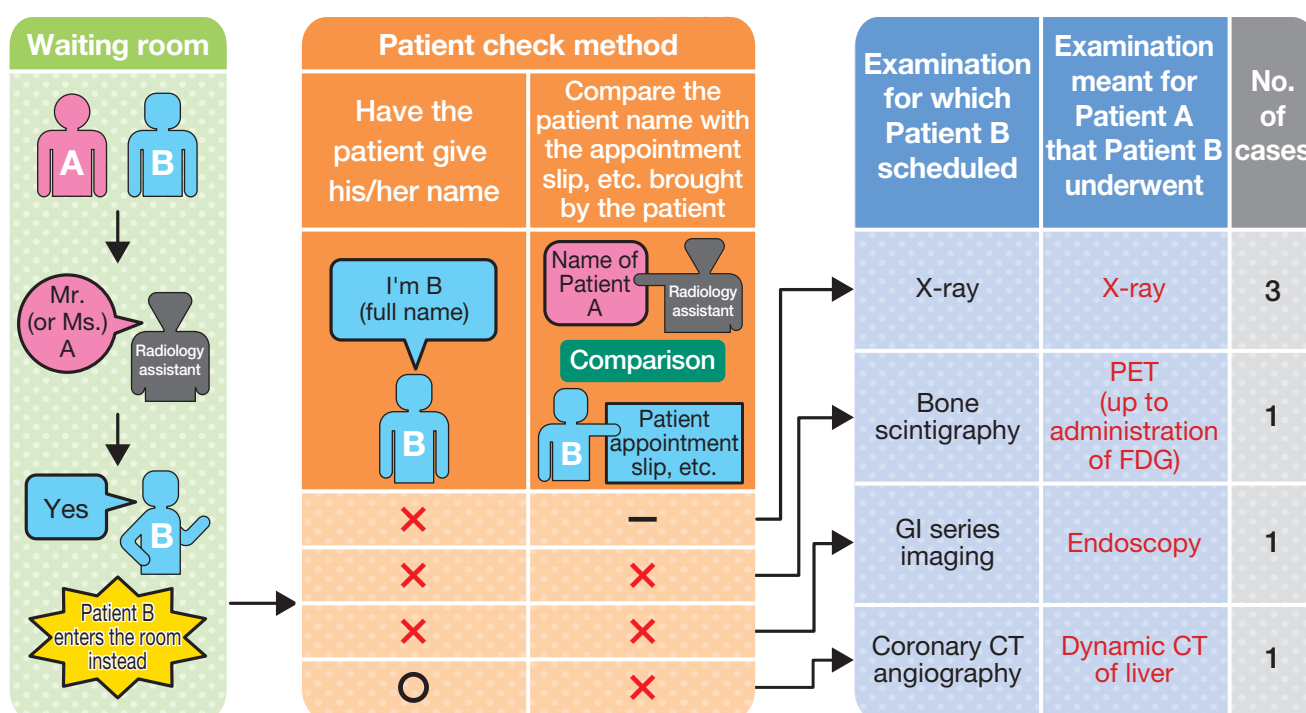 Waiting room
A
B
Mr.
(or Ms.)
A
Radiology
assistant
Yes
B
Patient B
enters the room
instead
Patient check method
Have the
patient give
his/her name
Compare the
patient name with
the appointment
slip, etc. brought
by the patient
I'm B
(full name)
B
Name of
Patient
A
Radiology
assistant
Comparison
B
Patient
appointment
slip, etc.
× –
× ×
× ×
○ ×
Examination
for which
Patient B
scheduled
Examination
meant for
Patient A
that Patient B
underwent
No.
of
cases
X-ray
X-ray
3
Bone
scintigraphy
PET
(up to
administration
of FDG)
1
GI series
imaging
Endoscopy
1
Coronary CT
angiography
Dynamic CT
of liver
1